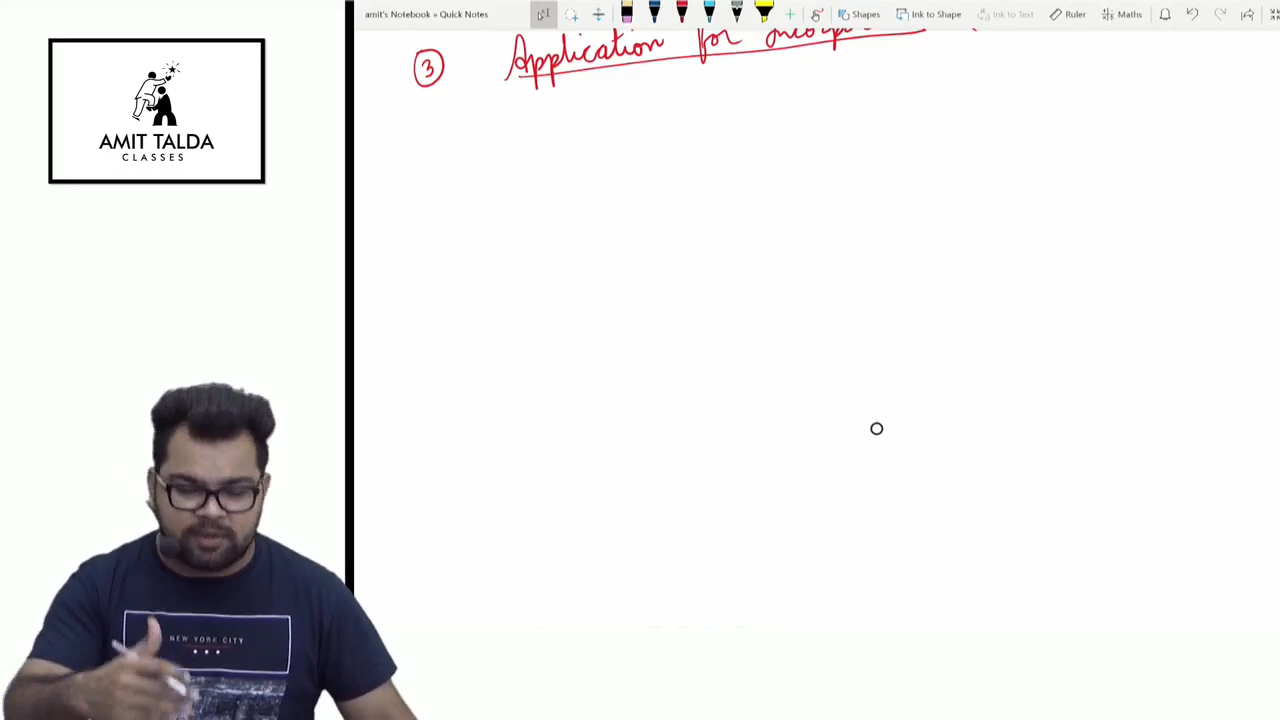 amit's Notebook » Quick Notes
Shapes
Ink to Shape
Ink to Text
Ruler
Maths
AMIT TALDA
CLASSES
3 Application for
NEW YORK CITY